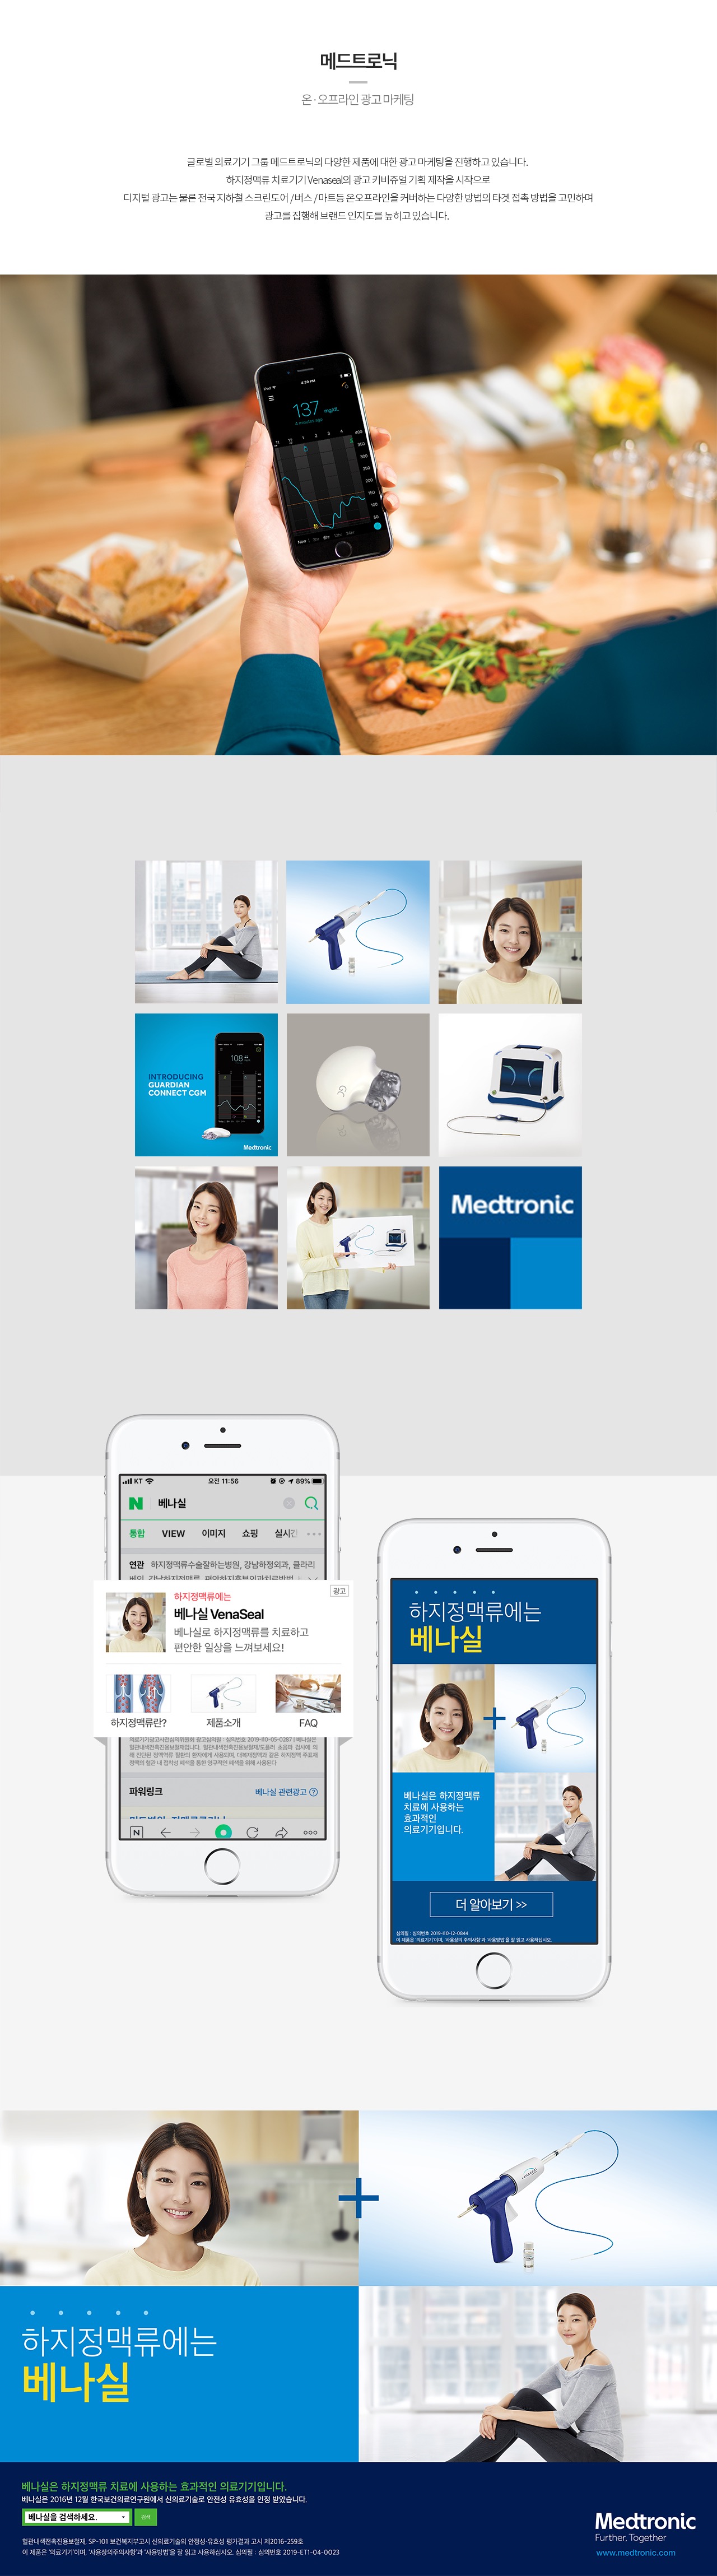 메드트로닉
온·오프라인 광고 마케팅
글로벌 의료기기 그룹 메드트로닉의 다양한 제품에 대한 광고 마케팅을 진행하고 있습니다.
하지정맥류 치료기기 Venaseal의 광고 키비쥬얼 기획 제작을 시작으로
디지털 광고는 물론 전국 지하철 스크린도어 / 버스 / 마트등 온오프라인을 커버하는 다양한 방법의 타겟 접촉 방법을 고민하며
광고를 집행해 브랜드 인지도를 높히고 있습니다.
iPod
4:34 PM
137 mg/dL
INTRODUCING
GUARDIAN
CONNECT CGM
108
Medtronic
Medtronic
KT 오전 11:56 89%
N 베나실
통합 VIEW 이미지 쇼핑 실시간
연관 하지정맥류수술잘하는병원, 강남하정외과, 클라리
광고
하지정맥류에는
베나실 VenaSeal
베나실로 하지정맥류를 치료하고
편안한 일상을 느껴보세요!
하지정맥류란? 제품소개 FAQ
파워링크 베나실 관련광고
N
하지정맥류에는
베나실
베나실은 하지정맥류
치료에 사용하는
효과적인
의료기기입니다.
더 알아보기 >>
심의필 : 심의번호 2019-I10-12-0844
이 제품은 '의료기기'이며, '사용상의 주의사항'과 '사용방법'을 잘 읽고 사용하십시오.
하지정맥류에는
베나실
베나실은 하지정맥류 치료에 사용하는 효과적인 의료기기입니다.
베나실은 2016년 12월 한국보건의료연구원에서 신의료기술로 안전성 유효성을 인정 받았습니다.
베나실을 검색하세요. 검색
혈관내색전촉진용보철재, SP-101 보건복지부고시 신의료기술의 안정성·유효성 평가결과 고시 제2016-259호
이 제품은 '의료기기'이며, '사용상의주의사항'과 '사용방법'을 잘 읽고 사용하십시오. 심의필 : 심의번호 2019-ET1-04-0023
Medtronic
Further, Together
www.medtronic.com